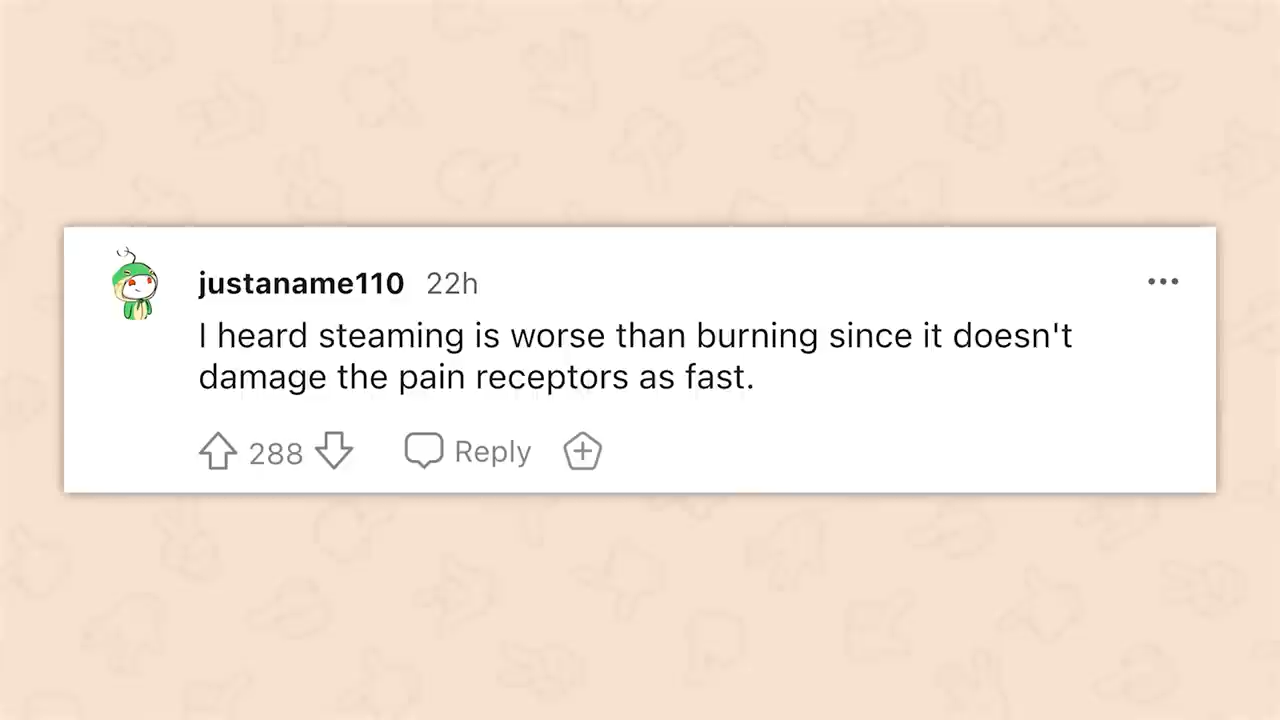 justaname110 22h
I heard steaming is worse than burning since it doesn't
damage the pain receptors as fast.
288 Reply